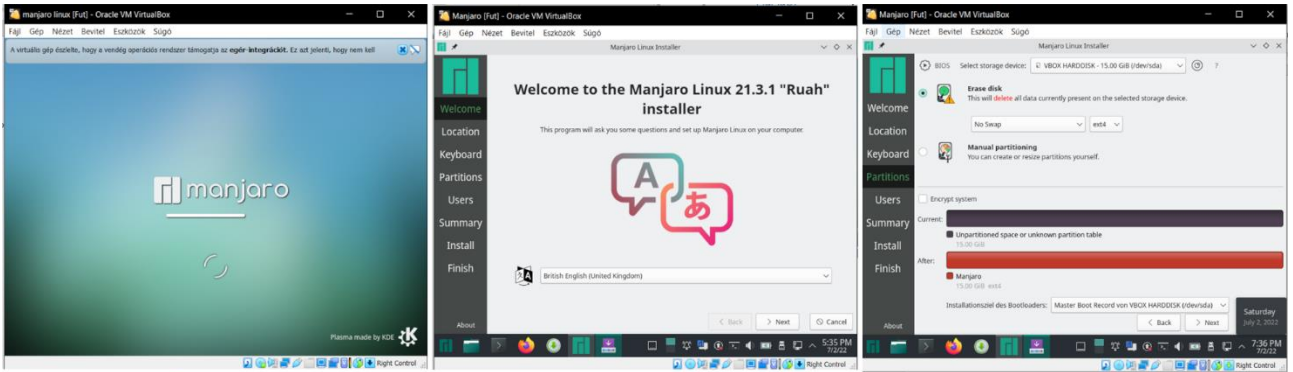 manjaro linux [Fut] - Oracle VM VirtualBox
Fájl Gép Nézet Bevitel Eszközök Súgó
A virtuális gép észlelte, hogy a vendég operációs rendszer támogatja az egér-integrációt. Ez azt jelenti, hogy nem kell
manjaro
Plasma made by KDE
Right Control
Manjaro [Fut] - Oracle VM VirtualBox
Fájl Gép Nézet Bevitel Eszközök Súgó
Manjaro Linux Installer
Welcome
Location
Keyboard
Partitions
Users
Summary
Install
Finish
About
Welcome to the Manjaro Linux 21.3.1 "Ruah"
installer
This program will ask you some questions and set up Manjaro Linux on your computer.
A あ
British English (United Kingdom)
Back
Next
Cancel
5:35 PM
7/2/22
Right Control
Manjaro [Fut] - Oracle VM VirtualBox
Fájl Gép Nézet Bevitel Eszközök Súgó
Manjaro Linux Installer
Welcome
Location
Keyboard
Partitions
Users
Summary
Install
Finish
About
BIOS Select storage device: VBOX HARDDISK - 15.00 GiB (/dev/sda) ?
Erase disk
This will delete all data currently present on the selected storage device.
No Swap ext4
Manual partitioning
You can create or resize partitions yourself.
Encrypt system
Current:
Unpartitioned space or unknown partition table
15.00 GiB
After:
Manjaro
15.00 GiB ext4
Installationsziel des Bootloaders: Master Boot Record von VBOX HARDDISK (/dev/sda)
Back
Next
Saturday
July 2, 2022
7:36 PM
7/2/22
Right Control